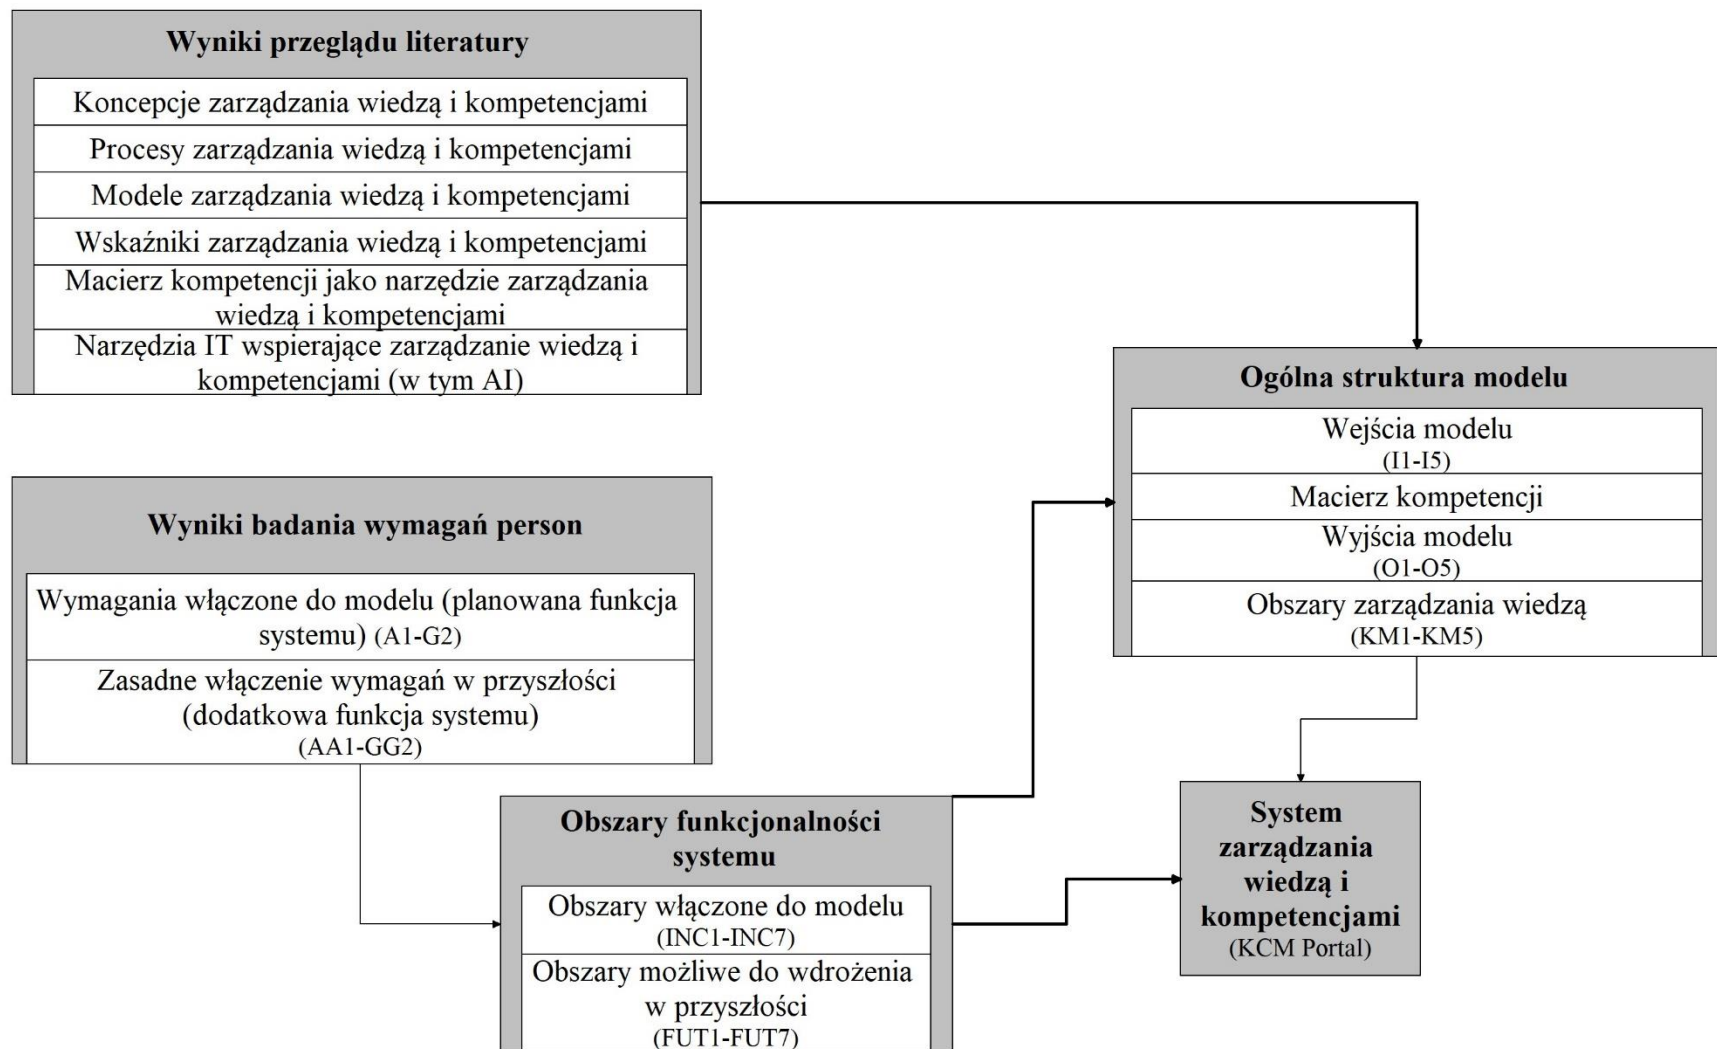 Wyniki przeglądu literatury
Koncepcje zarządzania wiedzą i kompetencjami
Procesy zarządzania wiedzą i kompetencjami
Modele zarządzania wiedzą i kompetencjami
Wskaźniki zarządzania wiedzą i kompetencjami
Macierz kompetencji jako narzędzie zarządzania
wiedzą i kompetencjami
Narzędzia IT wspierające zarządzanie wiedzą i
kompetencjami (w tym AI)
Wyniki badania wymagań person
Wymagania włączone do modelu (planowana funkcja
systemu) (A1-G2)
Zasadne włączenie wymagań w przyszłości
(dodatkowa funkcja systemu)
(AA1-GG2)
Obszary funkcjonalności
systemu
Obszary włączone do modelu
(INC1-INC7)
Obszary możliwe do wdrożenia
w przyszłości
(FUT1-FUT7)
Ogólna struktura modelu
Wejścia modelu
(I1-I5)
Macierz kompetencji
Wyjścia modelu
(O1-O5)
Obszary zarządzania wiedzą
(KM1-KM5)
System
zarządzania
wiedzą i
kompetencjami
(KCM Portal)